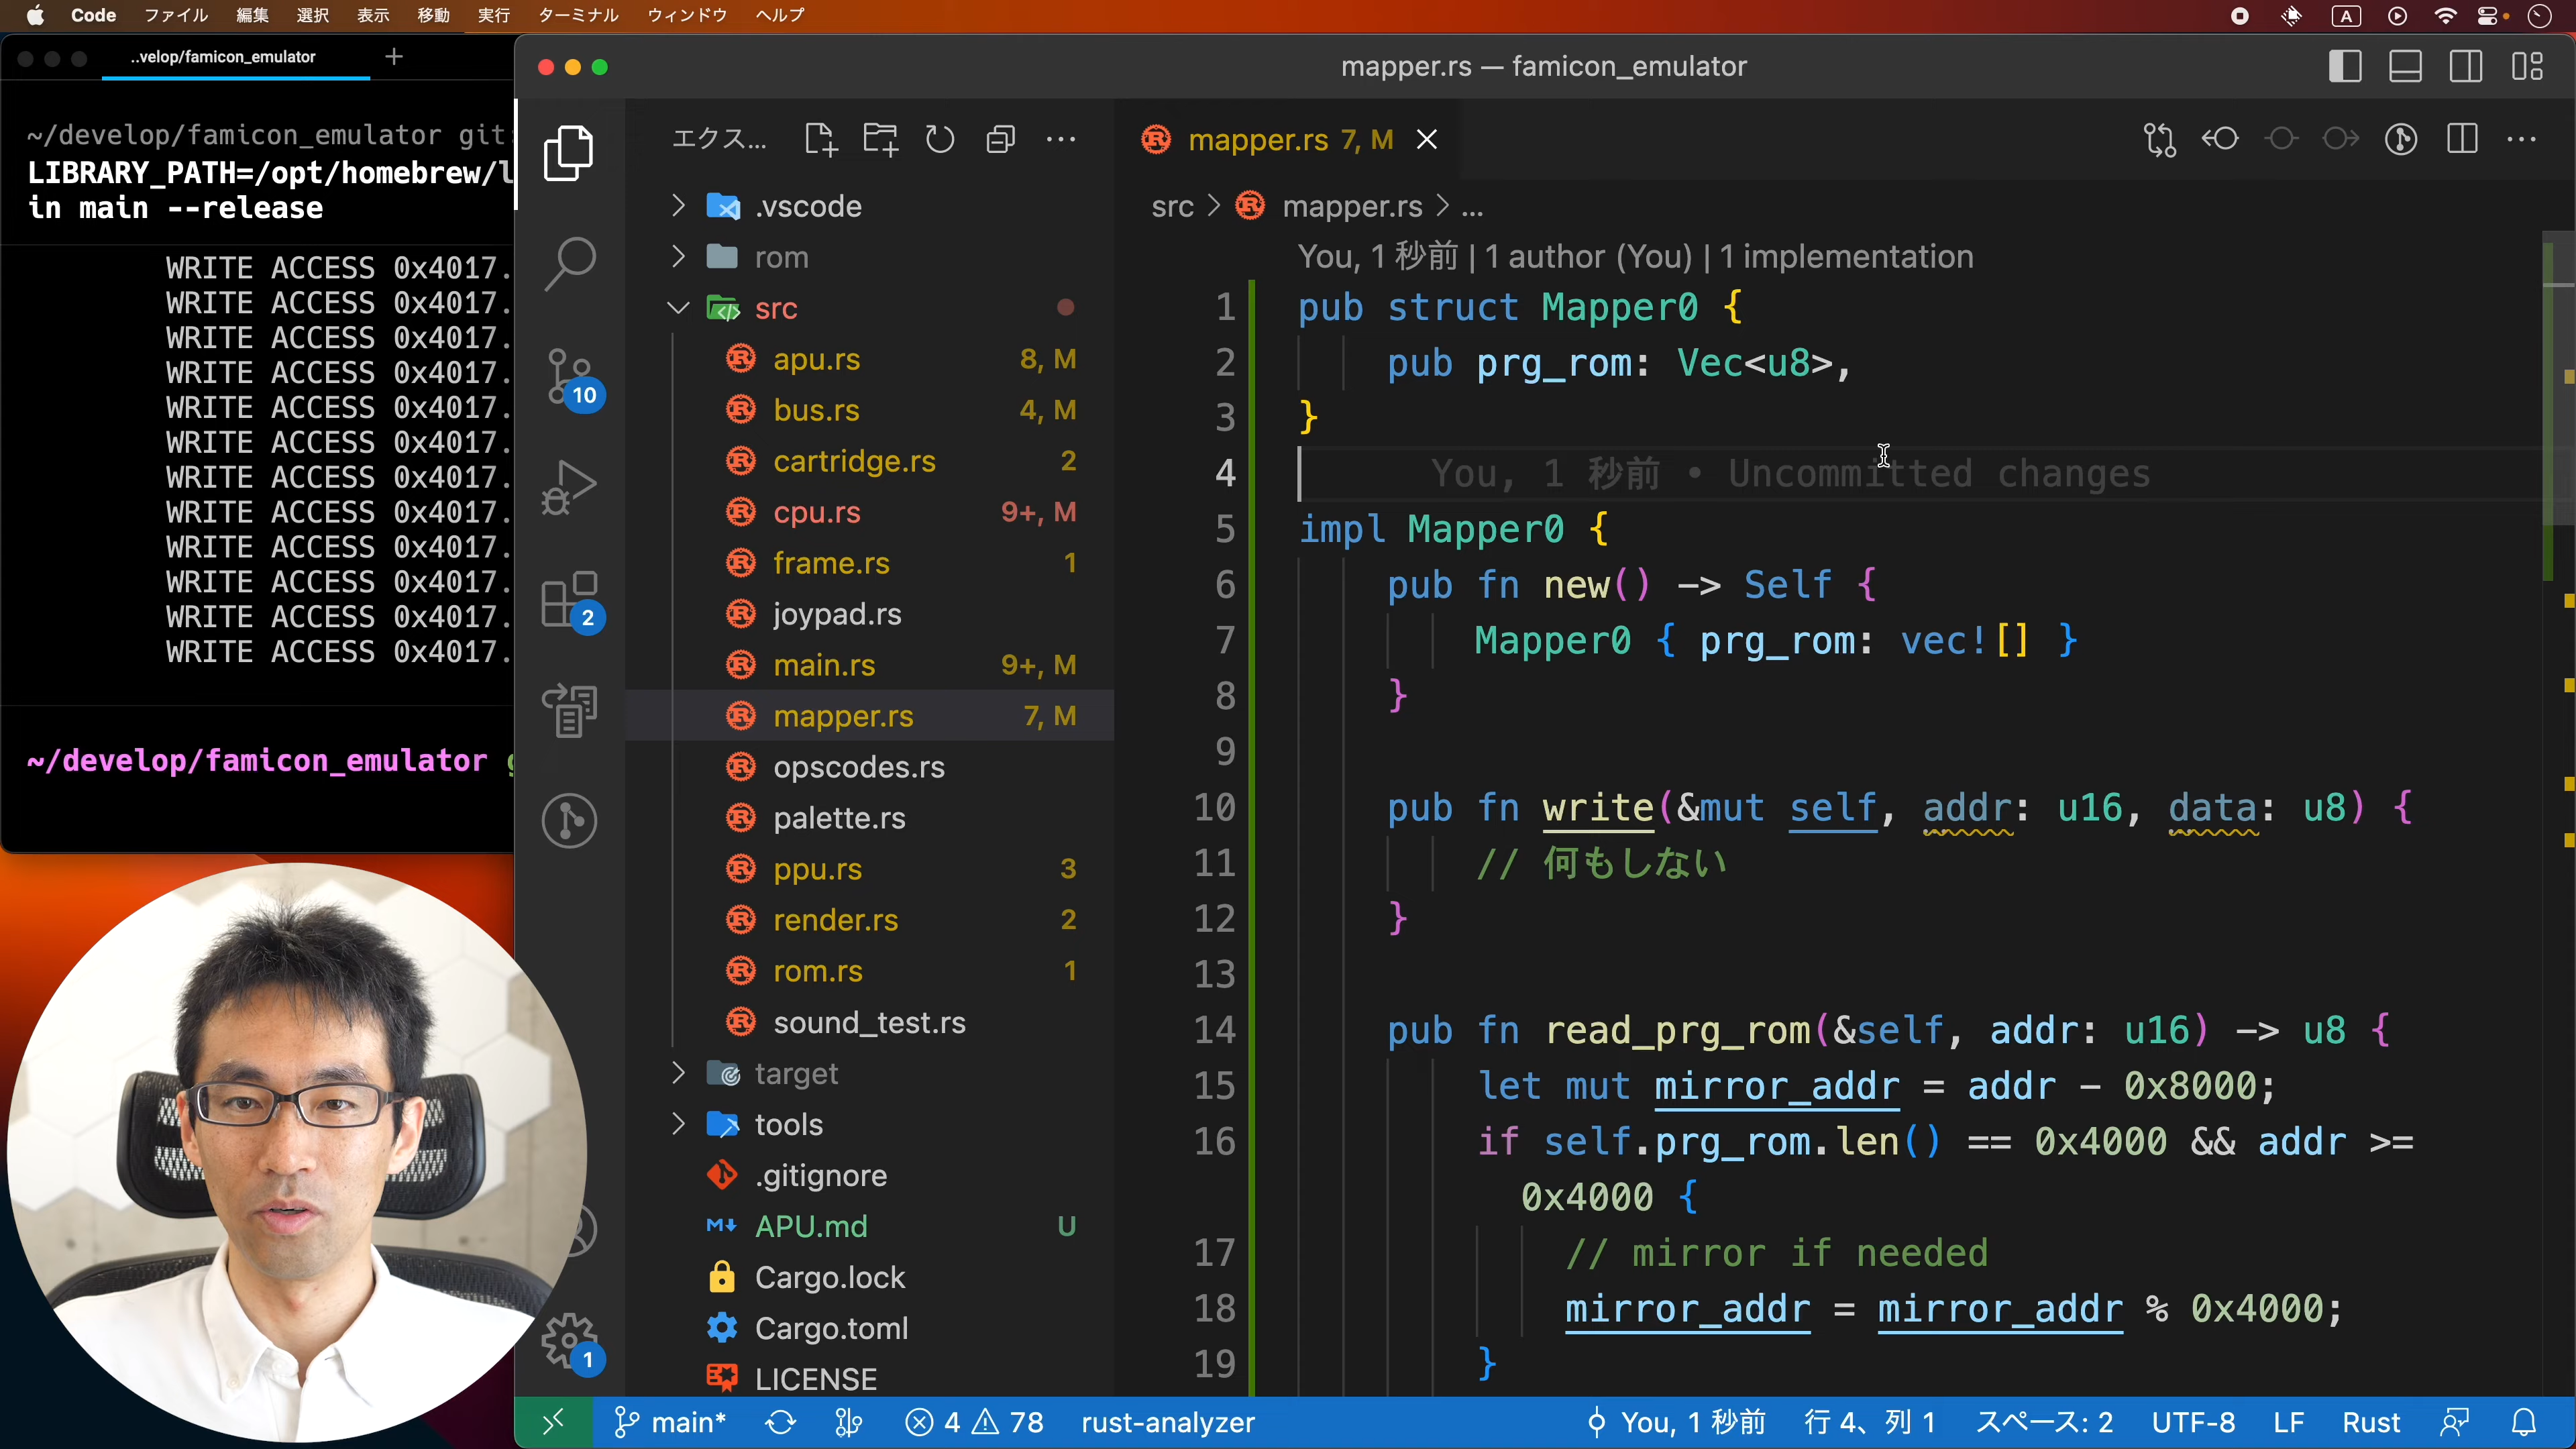 Code ファイル 編集 選択 表示 移動 実行 ターミナル ウィンドウ ヘルプ A
..velop/famicon_emulator
~/develop/famicon_emulator git:
LIBRARY_PATH=/opt/homebrew/l
in main --release
WRITE ACCESS 0x4017.
WRITE ACCESS 0x4017.
WRITE ACCESS 0x4017.
WRITE ACCESS 0x4017.
WRITE ACCESS 0x4017.
WRITE ACCESS 0x4017.
WRITE ACCESS 0x4017.
WRITE ACCESS 0x4017.
WRITE ACCESS 0x4017.
WRITE ACCESS 0x4017.
WRITE ACCESS 0x4017.
WRITE ACCESS 0x4017.
~/develop/famicon_emulator g
mapper.rs — famicon_emulator
10
2
1
エクス...
.vscode
rom
src
apu.rs 8, M
bus.rs 4, M
cartridge.rs 2
cpu.rs 9+, M
frame.rs 1
joypad.rs
main.rs 9+, M
mapper.rs 7, M
opscodes.rs
palette.rs
ppu.rs 3
render.rs 2
rom.rs 1
sound_test.rs
target
tools
.gitignore
APU.md U
Cargo.lock
Cargo.toml
LICENSE
mapper.rs 7, M
src > mapper.rs > ...
You, 1 秒前 | 1 author (You) | 1 implementation
1 pub struct Mapper0 {
2 pub prg_rom: Vec<u8>,
3 }
4 You, 1 秒前 • Uncommitted changes
5 impl Mapper0 {
6 pub fn new() -> Self {
7 Mapper0 { prg_rom: vec![] }
8 }
9
10 pub fn write(&mut self, addr: u16, data: u8) {
11 // 何もしない
12 }
13
14 pub fn read_prg_rom(&self, addr: u16) -> u8 {
15 let mut mirror_addr = addr - 0x8000;
16 if self.prg_rom.len() == 0x4000 && addr >=
0x4000 {
17 // mirror if needed
18 mirror_addr = mirror_addr % 0x4000;
19 }
main* 4 78 rust-analyzer You, 1 秒前 行 4、列 1 スペース: 2 UTF-8 LF Rust